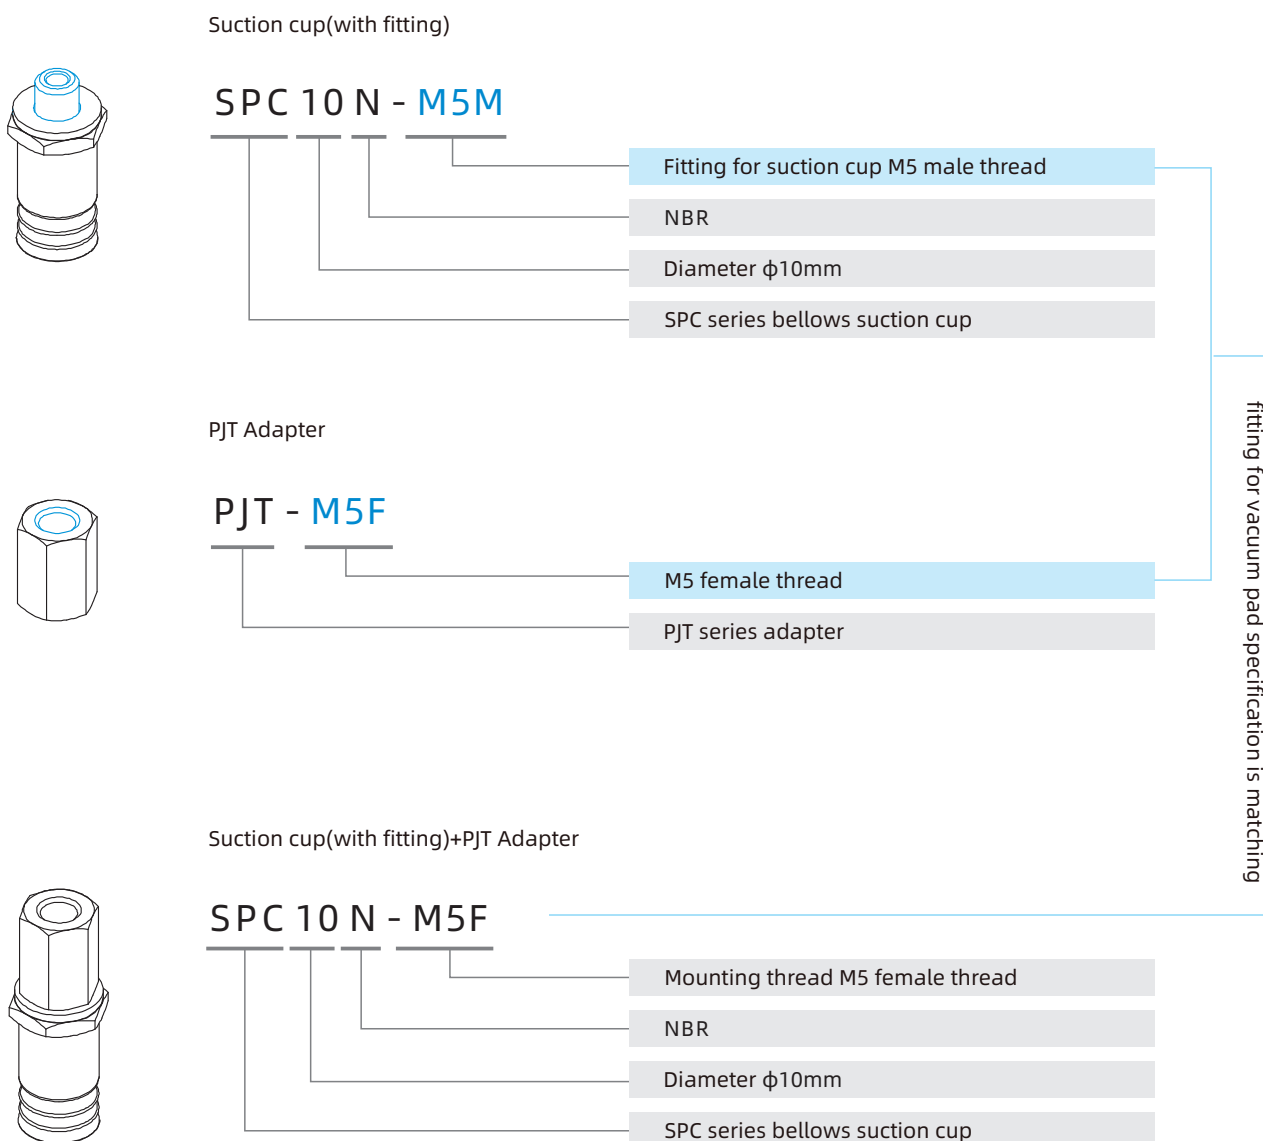 Suction cup(with fitting)
SPC 10 N - M5M
Fitting for suction cup M5 male thread
NBR
Diameter ϕ10mm
SPC series bellows suction cup
PJT Adapter
PJT - M5F
M5 female thread
PJT series adapter
fitting for vacuum pad specification is matching
Suction cup(with fitting)+PJT Adapter
SPC 10 N - M5F
Mounting thread M5 female thread
NBR
Diameter ϕ10mm
SPC series bellows suction cup